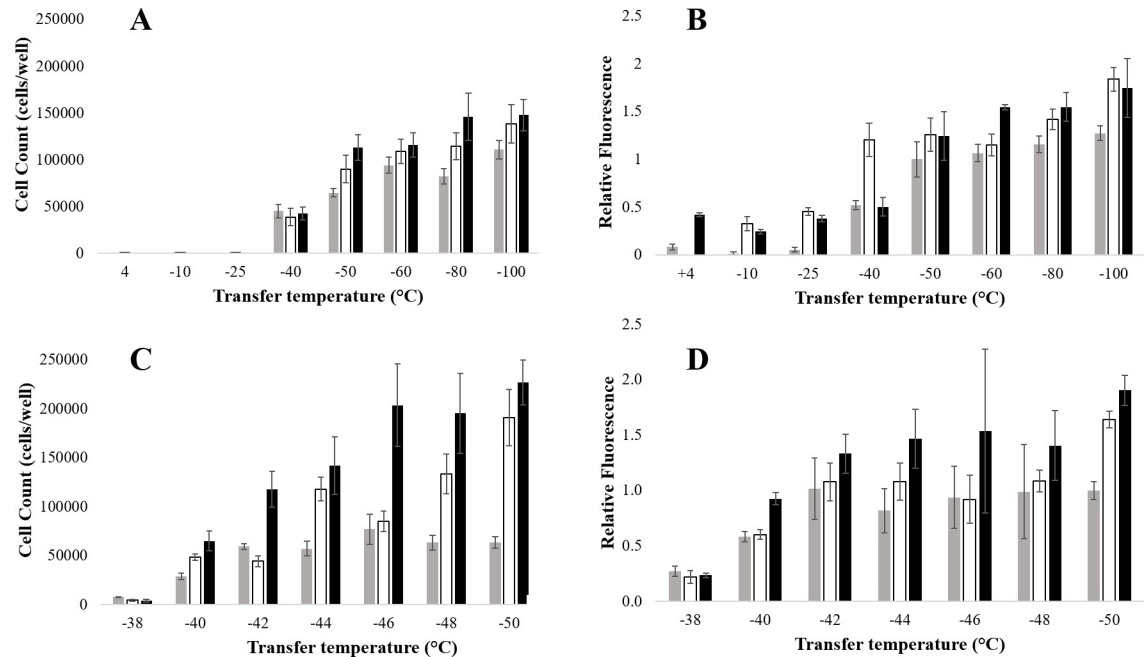 A
Cell Count (cells/well)
250000
200000
150000
100000
50000
0
4 -10 -25 -40 -50 -60 -80 -100
Transfer temperature (°C)
B
Relative Fluorescence
2.5
2
1.5
1
0.5
0
+4 -10 -25 -40 -50 -60 -80 -100
Transfer temperature (°C)
C
Cell Count (cells/well)
250000
200000
150000
100000
50000
0
-38 -40 -42 -44 -46 -48 -50
Transfer temperature (°C)
D
Relative Fluorescence
2.5
2.0
1.5
1.0
0.5
0.0
-38 -40 -42 -44 -46 -48 -50
Transfer temperature (°C)